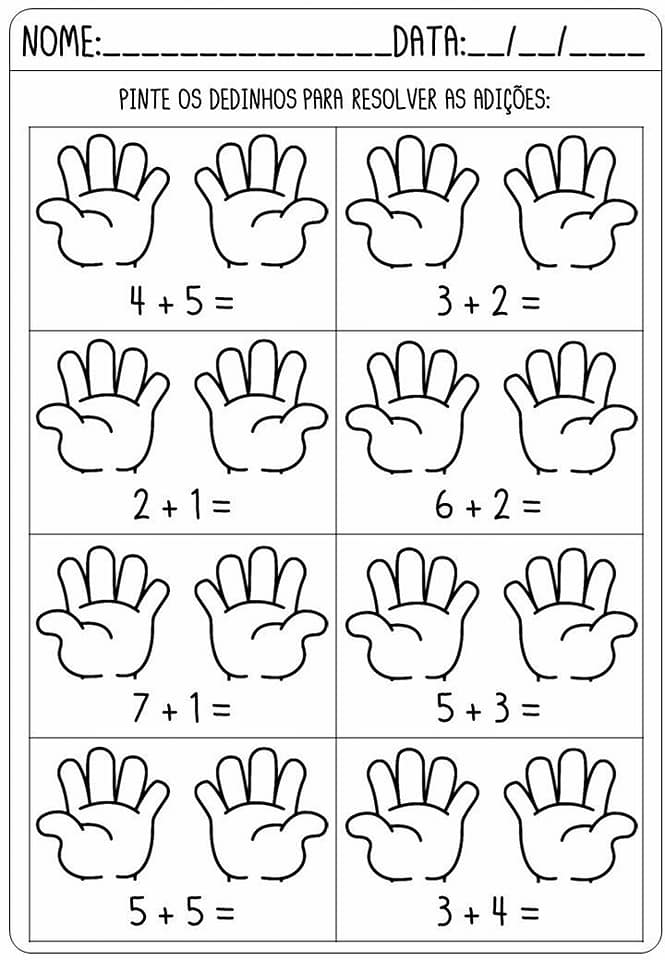 NOME:_______________DATA:__/__/____
PINTE OS DEDINHOS PARA RESOLVER AS ADIÇÕES:
4 + 5 =
3 + 2 =
2 + 1 =
6 + 2 =
7 + 1 =
5 + 3 =
5 + 5 =
3 + 4 =